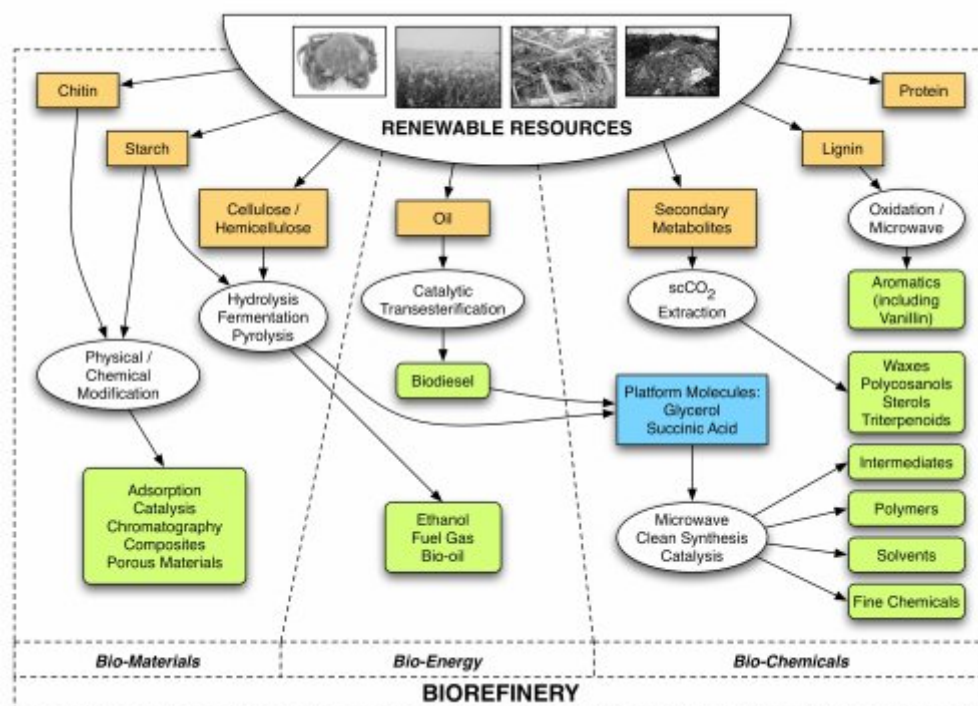 RENEWABLE RESOURCES
Chitin
Protein
Starch
Lignin
Cellulose /
Hemicellulose
Oil
Secondary
Metabolites
Oxidation /
Microwave
Hydrolysis
Fermentation
Pyrolysis
Catalytic
Transesterification
scCO2
Extraction
Aromatics
(including
Vanillin)
Physical /
Chemical
Modification
Biodiesel
Platform Molecules:
Glycerol
Succinic Acid
Waxes
Polycosanols
Sterols
Triterpenoids
Intermediates
Adsorption
Catalysis
Chromatography
Composites
Porous Materials
Ethanol
Fuel Gas
Bio-oil
Microwave
Clean Synthesis
Catalysis
Polymers
Solvents
Fine Chemicals
Bio-Materials
Bio-Energy
Bio-Chemicals
BIOREFINERY